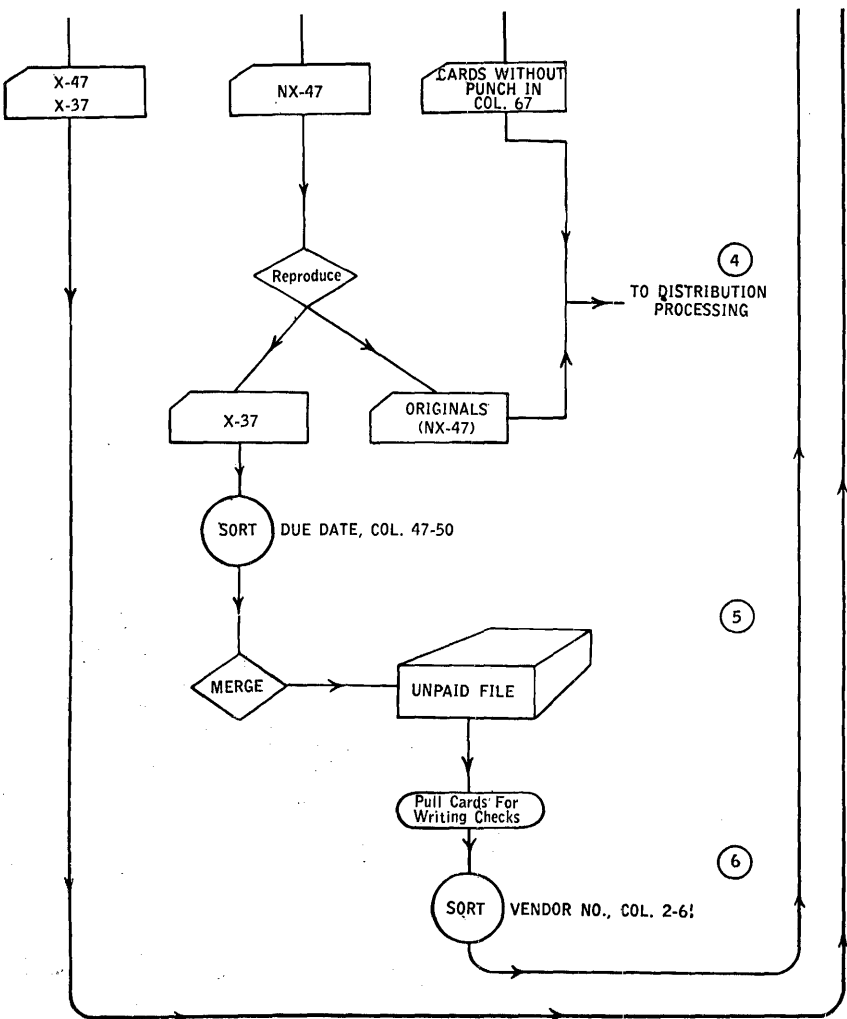 X-47
X-37
NX-47
CARDS WITHOUT
PUNCH IN
COL. 67
Reproduce
4
TO DISTRIBUTION
PROCESSING
X-37
ORIGINALS
(NX-47)
SORT
DUE DATE, COL. 47-50
5
MERGE
UNPAID FILE
Pull Cards For
Writing Checks
6
SORT
VENDOR NO., COL. 2-6